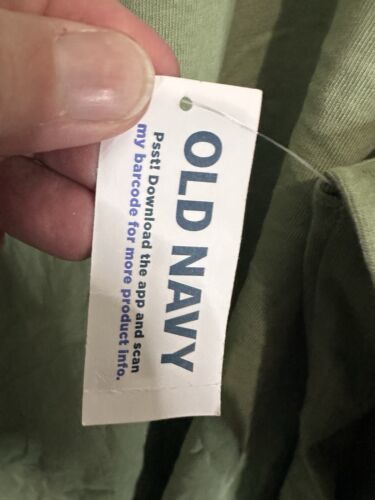 OLD NAVY
Psst! Download the app and scan
my barcode for more product info.